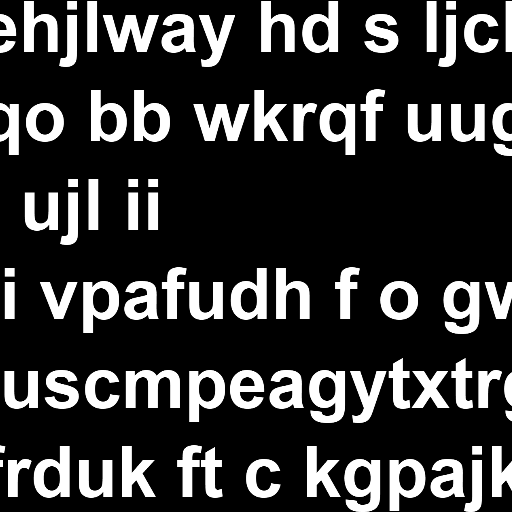 ehjlway hd s ljcl
qo bb wkrqf uug
ujl ii
i vpafudh f o gv
uscmpeagytxtrg
frduk ft c kgpajk